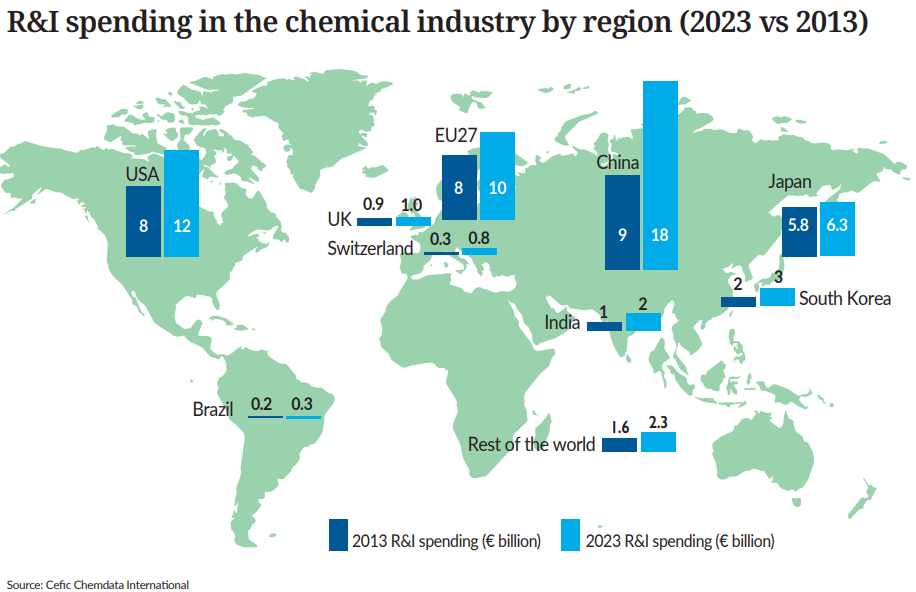 R&I spending in the chemical industry by region (2023 vs 2013)
USA
8
12
EU27
8
10
China
9
18
Japan
5.8
6.3
UK
0.9
1.0
Switzerland
0.3
0.8
2
3
South Korea
India
1
2
Brazil
0.2
0.3
Rest of the world
1.6
2.3
2013 R&I spending (€ billion)
2023 R&I spending (€ billion)
Source: Cefic Chemdata International